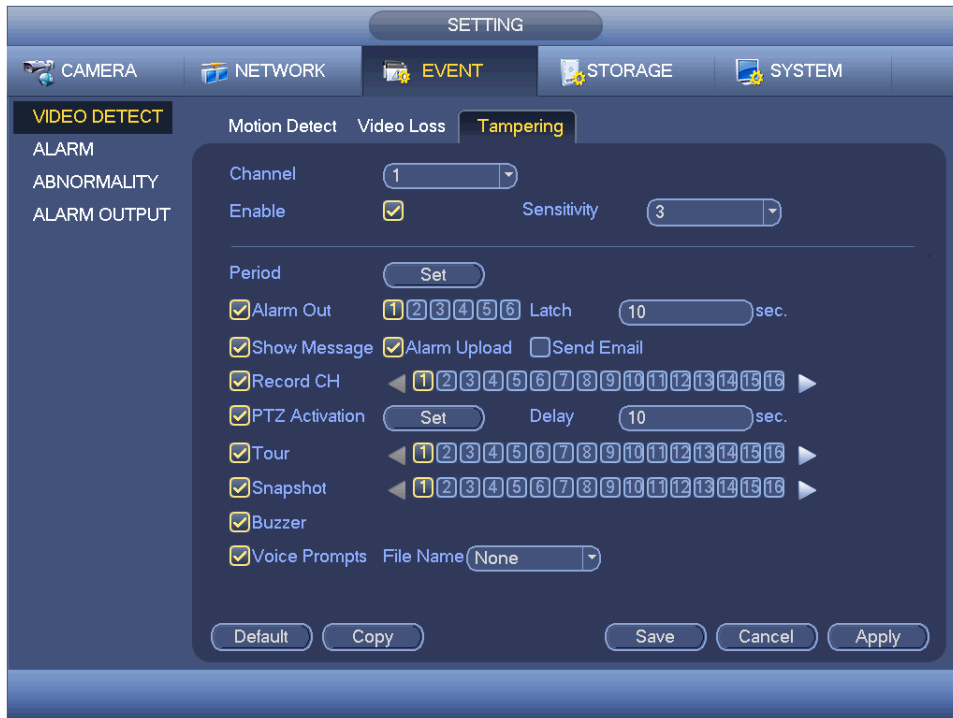 SETTING
CAMERA NETWORK EVENT STORAGE SYSTEM
VIDEO DETECT
ALARM
ABNORMALITY
ALARM OUTPUT
Motion Detect Video Loss Tampering
Channel 1
Enable Sensitivity 3
Period Set
Alarm Out 1 2 3 4 5 6 Latch 10 sec.
Show Message Alarm Upload Send Email
Record CH 1 2 3 4 5 6 7 8 9 10 11 12 13 14 15 16
PTZ Activation Set Delay 10 sec.
Tour 1 2 3 4 5 6 7 8 9 10 11 12 13 14 15 16
Snapshot 1 2 3 4 5 6 7 8 9 10 11 12 13 14 15 16
Buzzer
Voice Prompts File Name None
Default Copy Save Cancel Apply